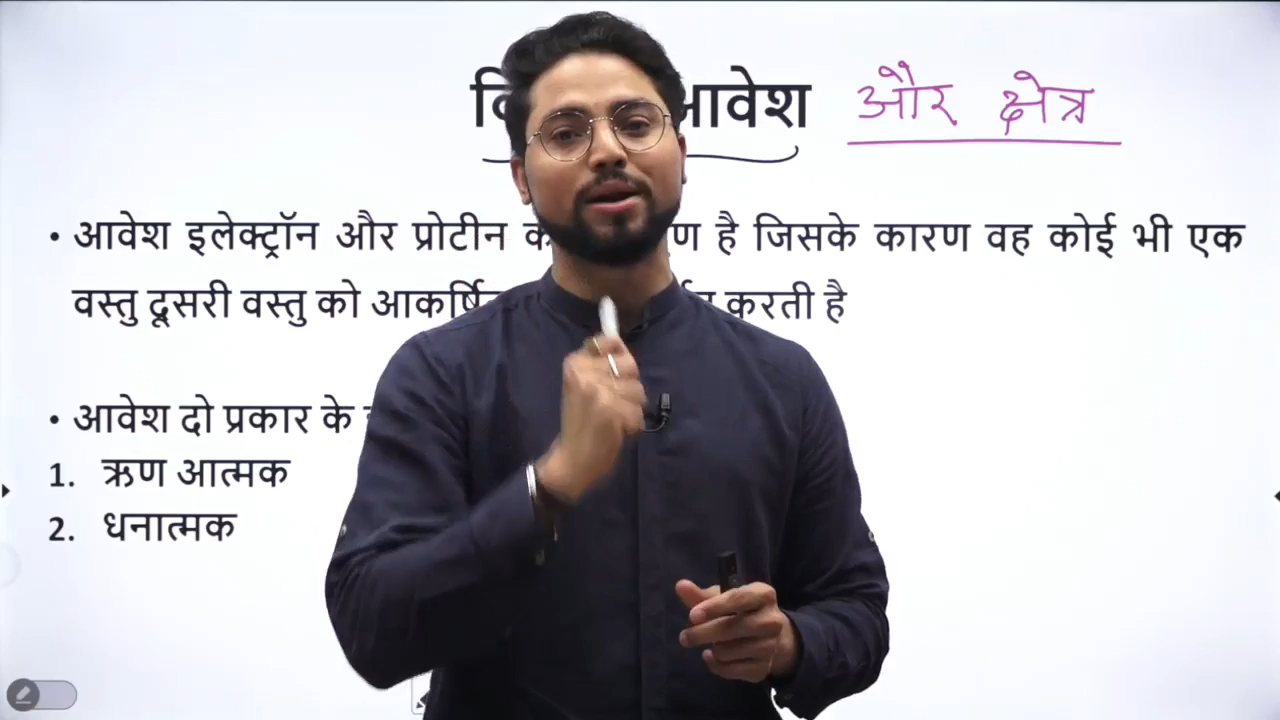 आवेश और क्षेत्र
• आवेश इलेक्ट्रॉन और प्रोटीन है जिसके कारण वह कोई भी एक
वस्तु दूसरी वस्तु को करती है
• आवेश दो प्रकार के
1. ऋण आत्मक
2. धनात्मक